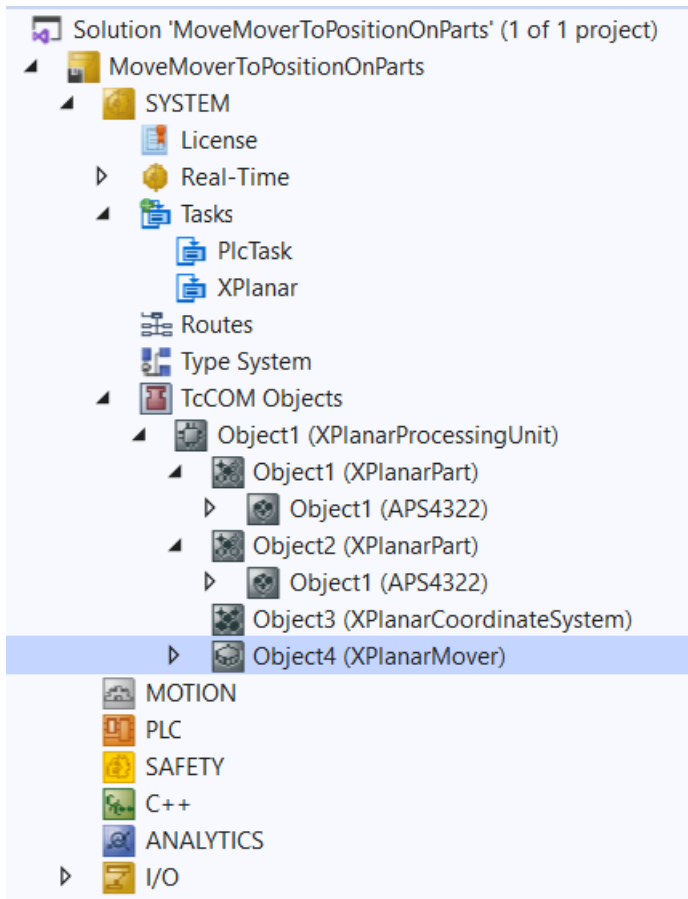 Solution 'MoveMoverToPositionOnParts' (1 of 1 project)
MoveMoverToPositionOnParts
SYSTEM
License
Real-Time
Tasks
PlcTask
XPlanar
Routes
Type System
TcCOM Objects
Object1 (XPlanarProcessingUnit)
Object1 (XPlanarPart)
Object1 (APS4322)
Object2 (XPlanarPart)
Object1 (APS4322)
Object3 (XPlanarCoordinateSystem)
Object4 (XPlanarMover)
MOTION
PLC
SAFETY
C++
ANALYTICS
I/O